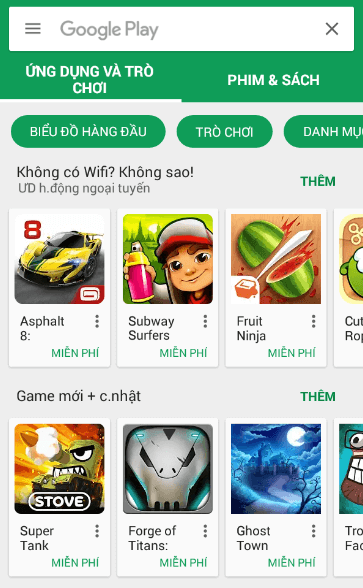 Google Play
ỨNG DỤNG VÀ TRÒ
CHƠI
PHIM & SÁCH
BIỂU ĐỒ HÀNG ĐẦU
TRÒ CHƠI
DANH MỤ
Không có Wifi? Không sao!
THÊM
ƯD h.động ngoại tuyến
8
Asphalt
8:
MIỄN PHÍ
Subway
Surfers
MIỄN PHÍ
Fruit
Ninja
MIỄN PHÍ
Cut
Rop
Game mới + c.nhật
THÊM
STOVE
Super
Tank
MIỄN PHÍ
Forge of
Titans:
MIỄN PHÍ
Ghost
Town
MIỄN PHÍ
Tro
Fac